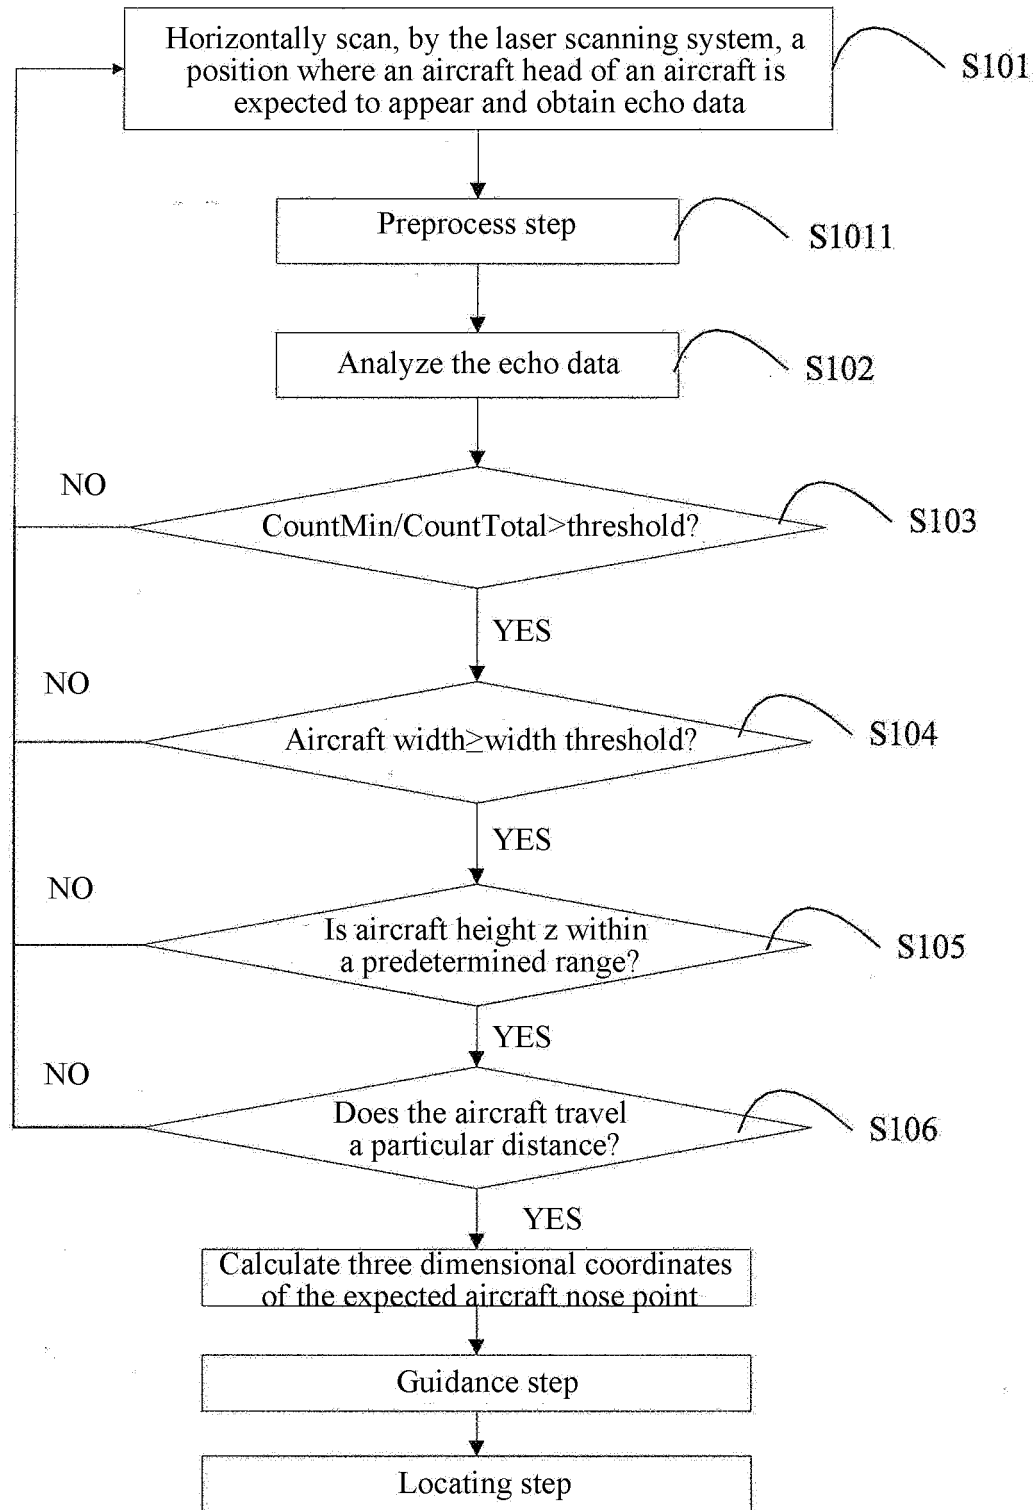 Horizontally scan, by the laser scanning system, a
position where an aircraft head of an aircraft is
expected to appear and obtain echo data
S101
Preprocess step
S1011
Analyze the echo data
S102
NO
CountMin/CountTotal>threshold?
S103
YES
NO
Aircraft width≥width threshold?
S104
YES
NO
Is aircraft height z within
a predetermined range?
S105
YES
NO
Does the aircraft travel
a particular distance?
S106
YES
Calculate three dimensional coordinates
of the expected aircraft nose point
Guidance step
Locating step